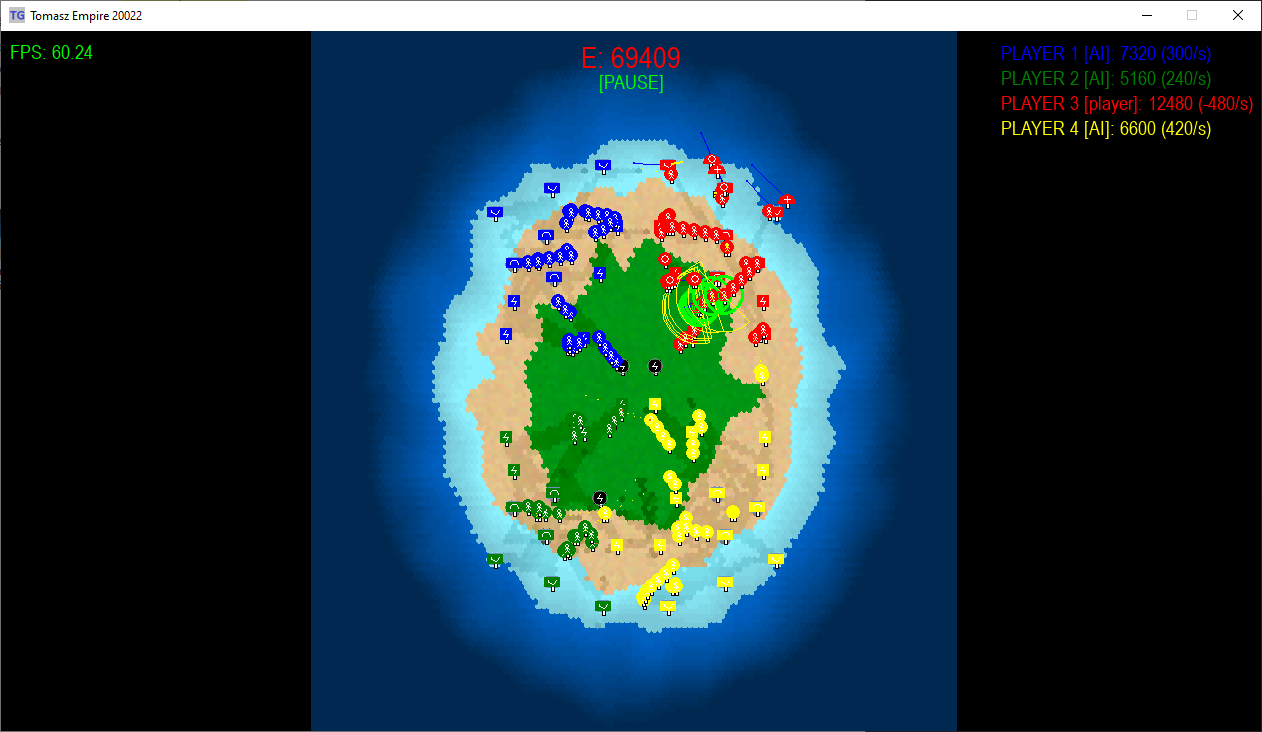 TG Tomasz Empire 20022
FPS: 60.24
E: 69409
[PAUSE]
PLAYER 1 [AI]: 7320 (300/s)
PLAYER 2 [AI]: 5160 (240/s)
PLAYER 3 [player]: 12480 (-480/s)
PLAYER 4 [AI]: 6600 (420/s)